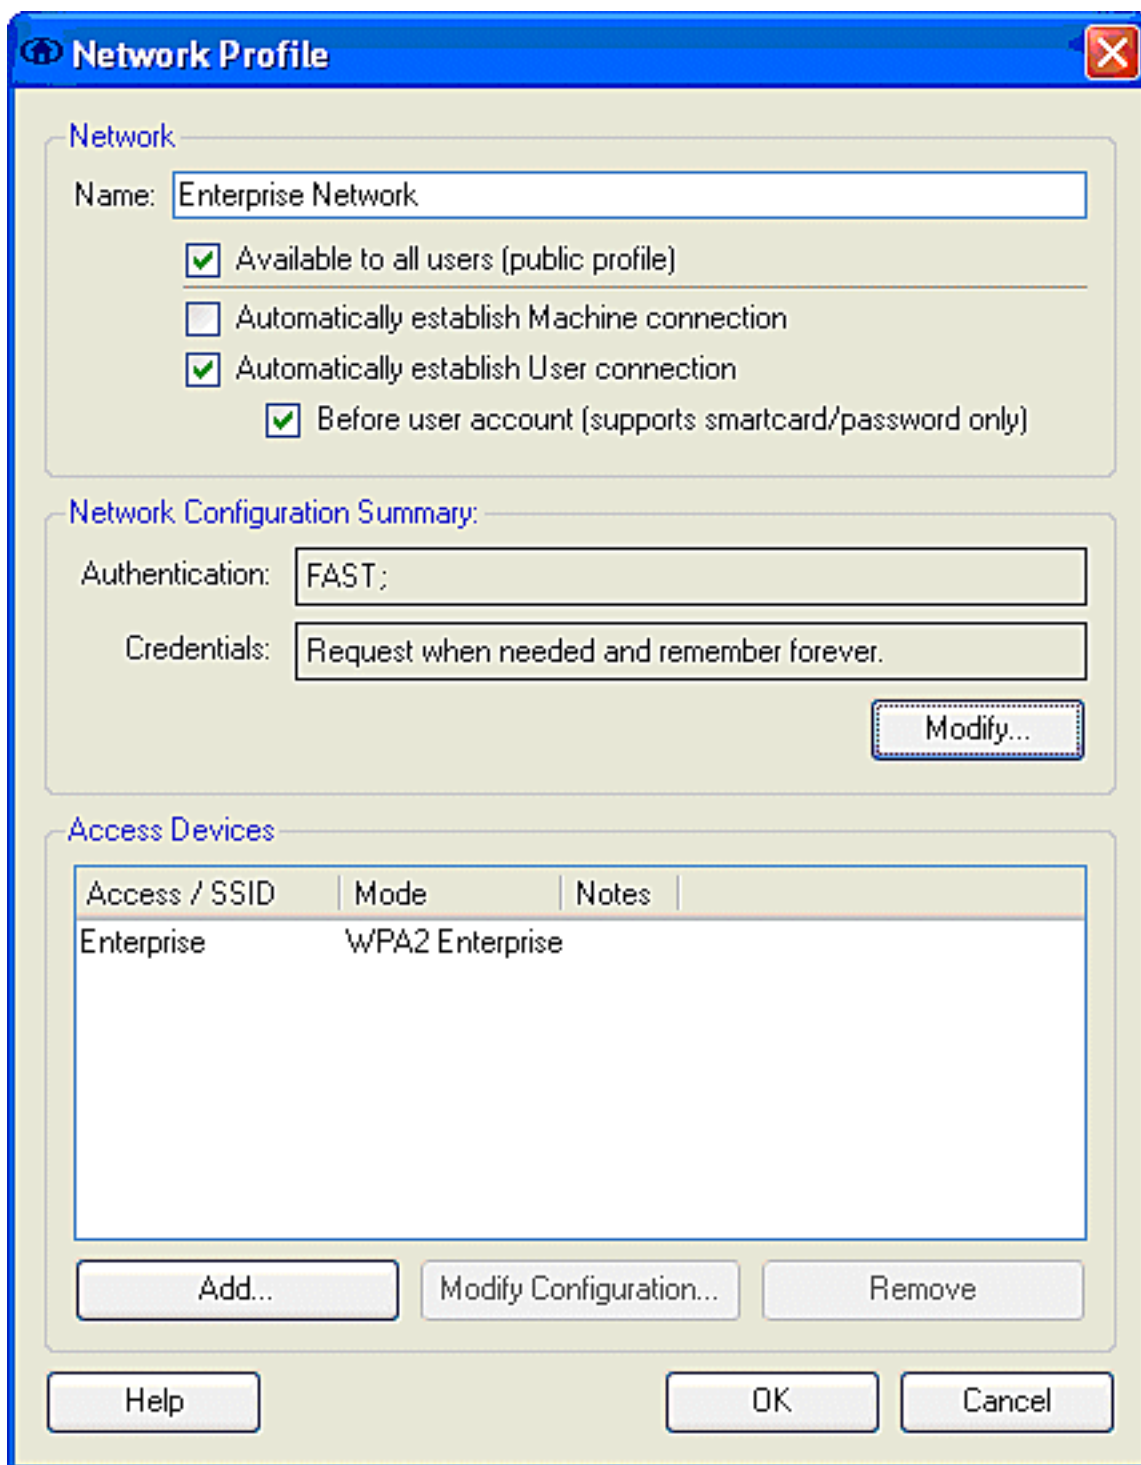 Network Profile
Network
Name: Enterprise Network
Available to all users (public profile)
Automatically establish Machine connection
Automatically establish User connection
Before user account (supports smartcard/password only)
Network Configuration Summary:
Authentication: FAST;
Credentials: Request when needed and remember forever.
Modify...
Access Devices
Access / SSID Mode Notes
Enterprise WPA2 Enterprise
Add... Modify Configuration... Remove
Help OK Cancel